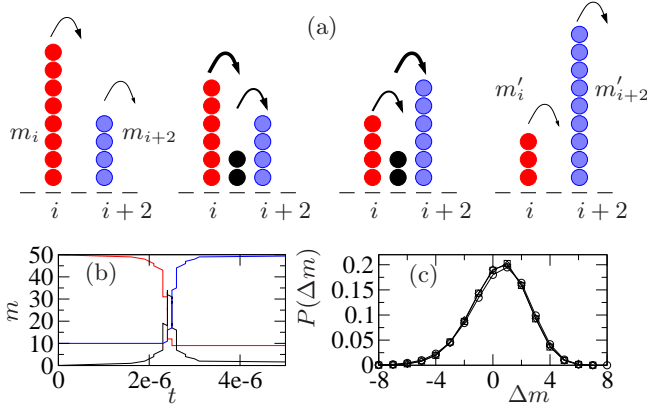 (a)
m_i
m_{i+2}
m'_i
m'_{i+2}
i
i + 2
i
i + 2
i
i + 2
i
i + 2
(b)
m
50
40
30
20
10
0
0
2e-6
4e-6
t
(c)
P(Δm)
0.2
0.15
0.1
0.05
0
-8
-4
0
4
8
Δm